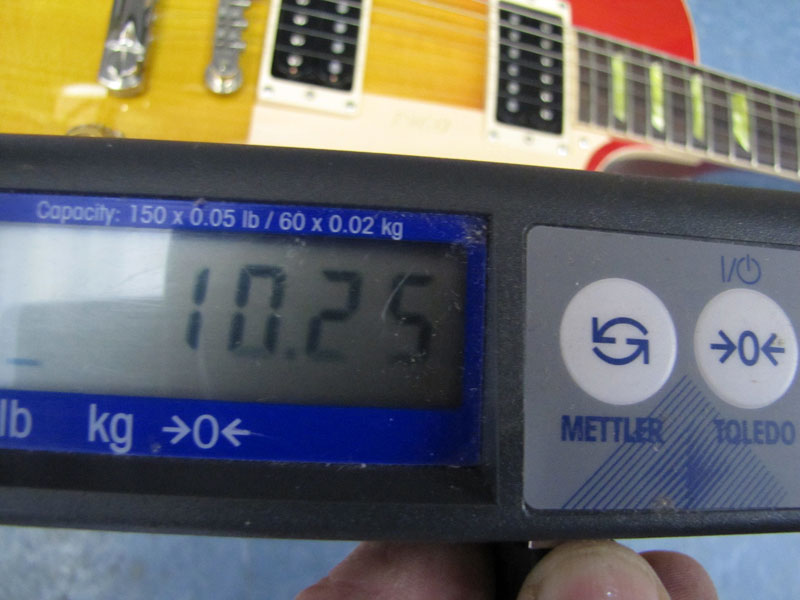 Capacity: 150 x 0.05 lb / 60 x 0.02 kg
10.25
lb kg →0←
I/⏻
→0←
METTLER TOLEDO